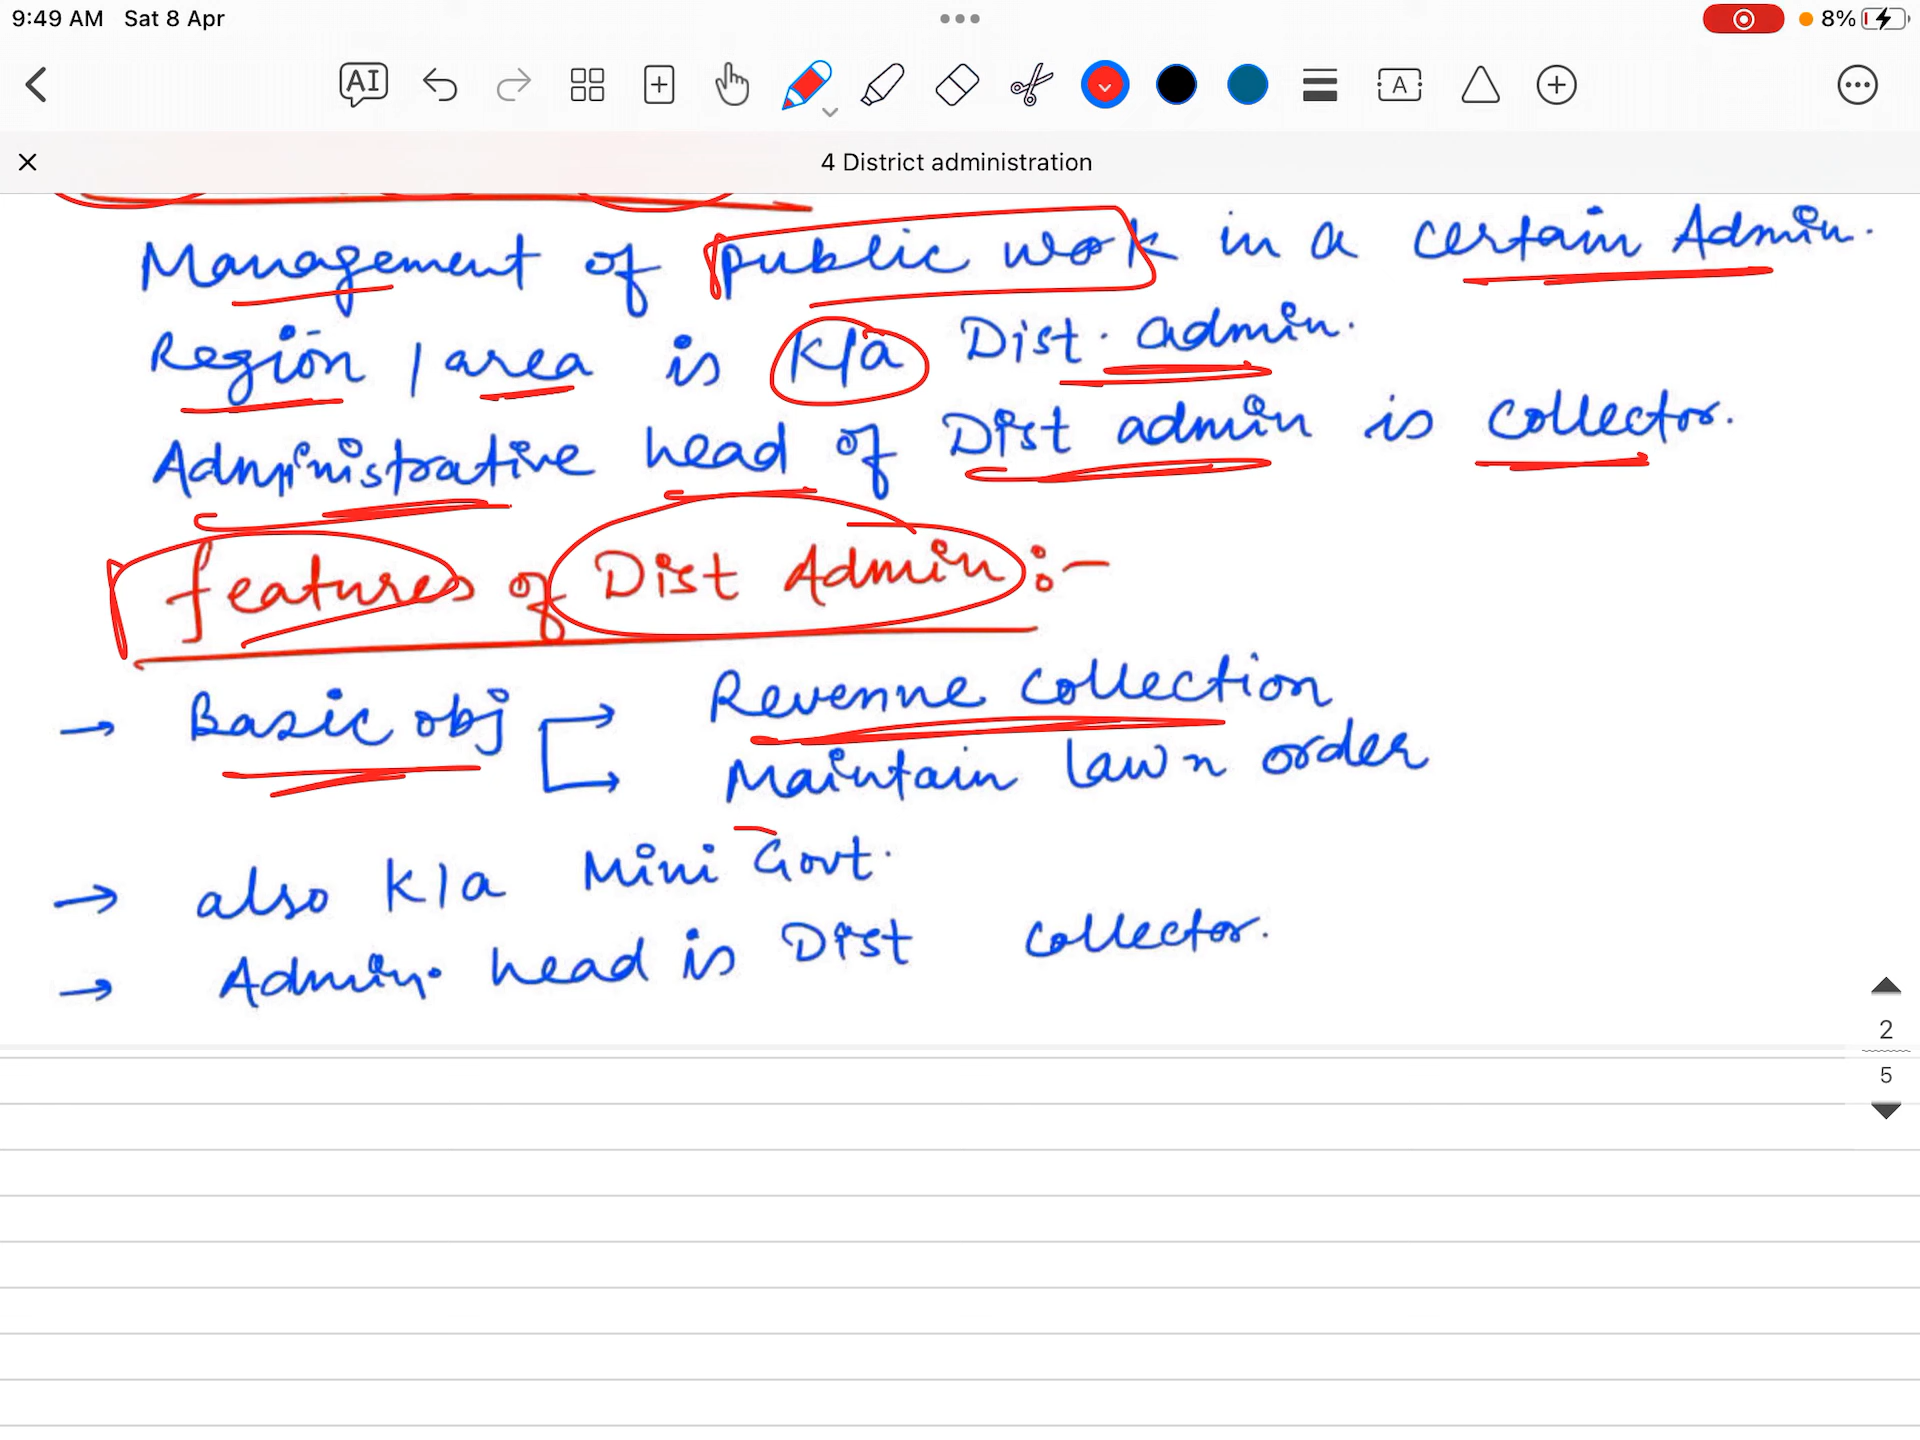 9:49 AM Sat 8 Apr
8%
AI
A
4 District administration
Management of public work in a certain Admin.
Region / area is K/a Dist. admin.
Administrative head of Dist admin is collector.
features of Dist Admin :-
→ Basic obj → Revenue collection
→ Maintain law n order
→ also K/a Mini Govt.
→ Admin. head is Dist collector.
2
5